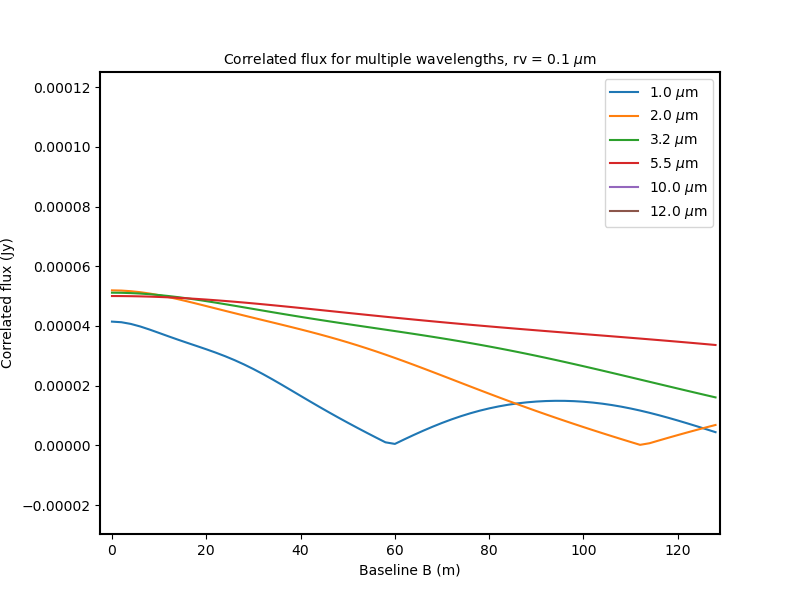 Correlated flux for multiple wavelengths, rv = 0.1 μm
0.00012
0.00010
0.00008
0.00006
0.00004
0.00002
0.00000
−0.00002
Correlated flux (Jy)
1.0 μm
2.0 μm
3.2 μm
5.5 μm
10.0 μm
12.0 μm
0 20 40 60 80 100 120
Baseline B (m)